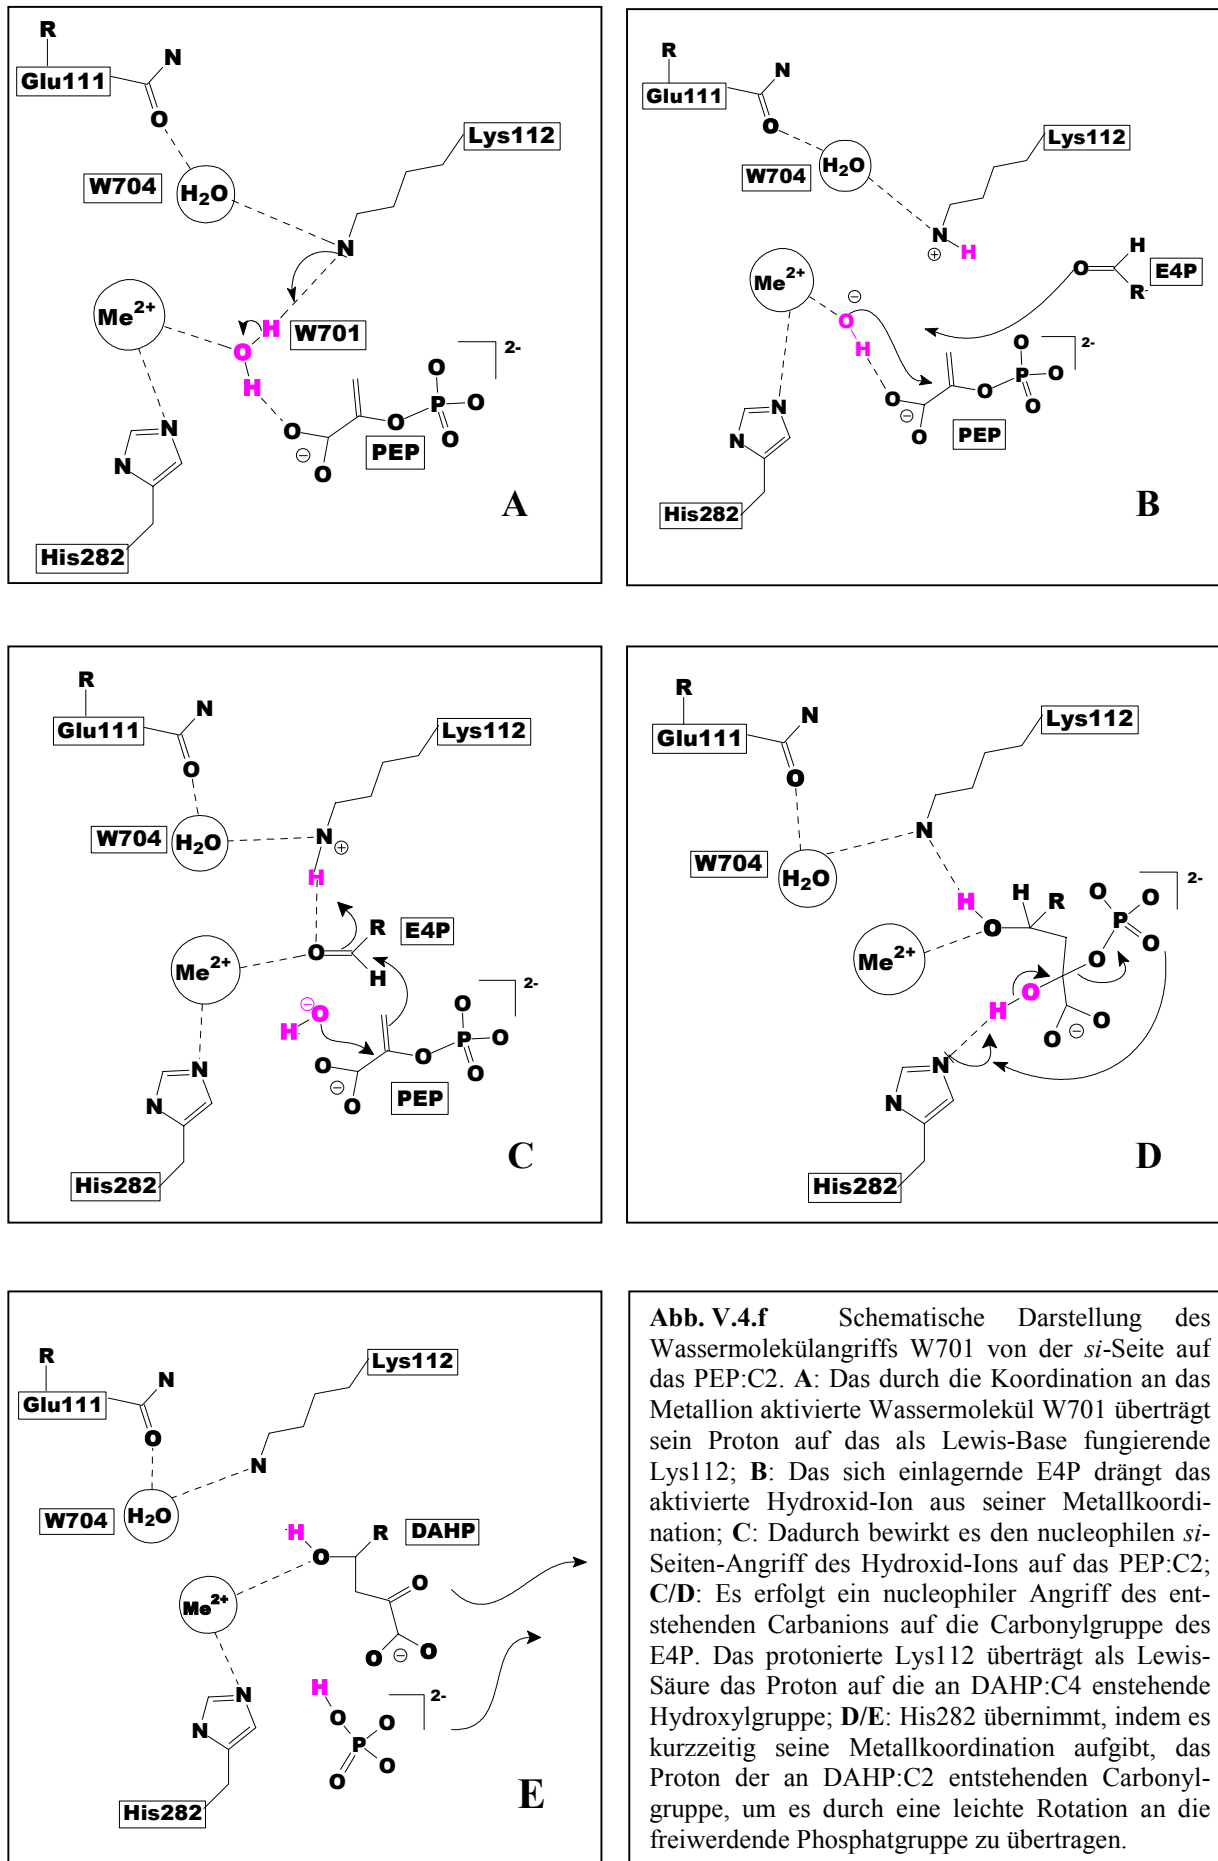 R
N
Glu111
O
Lys112
W704
H₂O
N
Me²⁺
H
W701
O
H
2-
O
P
O
O
O
O
⊖
O
PEP
N
N
A
His282
R
N
Glu111
O
Lys112
H₂O
W704
N
H
⊕
H
O
E4P
R
Me²⁺
⊖
O
H
2-
O
P
O
O
O
O
⊖
O
PEP
N
N
B
His282
R
N
Glu111
O
Lys112
W704
H₂O
N
⊕
H
R
E4P
O
Me²⁺
H
2-
⊖
O
H
O
P
O
O
O
O
⊖
O
PEP
N
N
C
His282
R
N
Glu111
O
Lys112
N
W704
H₂O
2-
H
H
R
O
O
P
O
O
O
Me²⁺
O
H
O
O
⊖
N
N
D
His282
R
N
Glu111
O
Lys112
N
W704
H₂O
H
R
DAHP
O
O
Me²⁺
O
⊖
O
H
2-
O
O
P
O
O
N
N
E
His282
Abb. V.4.f Schematische Darstellung des
Wassermolekülangriffs W701 von der si-Seite auf
das PEP:C2. A: Das durch die Koordination an das
Metallion aktivierte Wassermolekül W701 überträgt
sein Proton auf das als Lewis-Base fungierende
Lys112; B: Das sich einlagernde E4P drängt das
aktivierte Hydroxid-Ion aus seiner Metallkoordi-
nation; C: Dadurch bewirkt es den nucleophilen si-
Seiten-Angriff des Hydroxid-Ions auf das PEP:C2;
C/D: Es erfolgt ein nucleophiler Angriff des ent-
stehenden Carbanions auf die Carbonylgruppe des
E4P. Das protonierte Lys112 überträgt als Lewis-
Säure das Proton auf die an DAHP:C4 enstehende
Hydroxylgruppe; D/E: His282 übernimmt, indem es
kurzzeitig seine Metallkoordination aufgibt, das
Proton der an DAHP:C2 entstehenden Carbonyl-
gruppe, um es durch eine leichte Rotation an die
freiwerdende Phosphatgruppe zu übertragen.